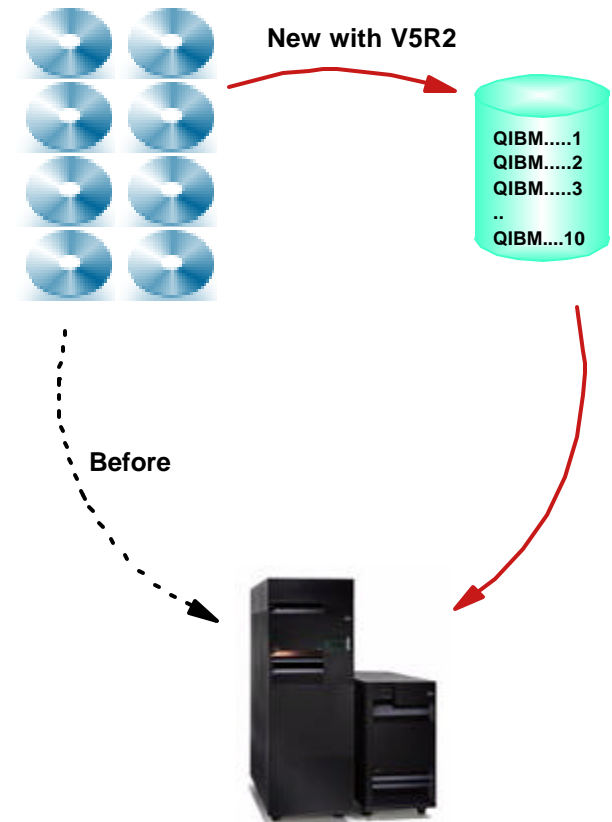 New with V5R2
QIBM.....1
QIBM.....2
QIBM.....3
..
QIBM....10
Before